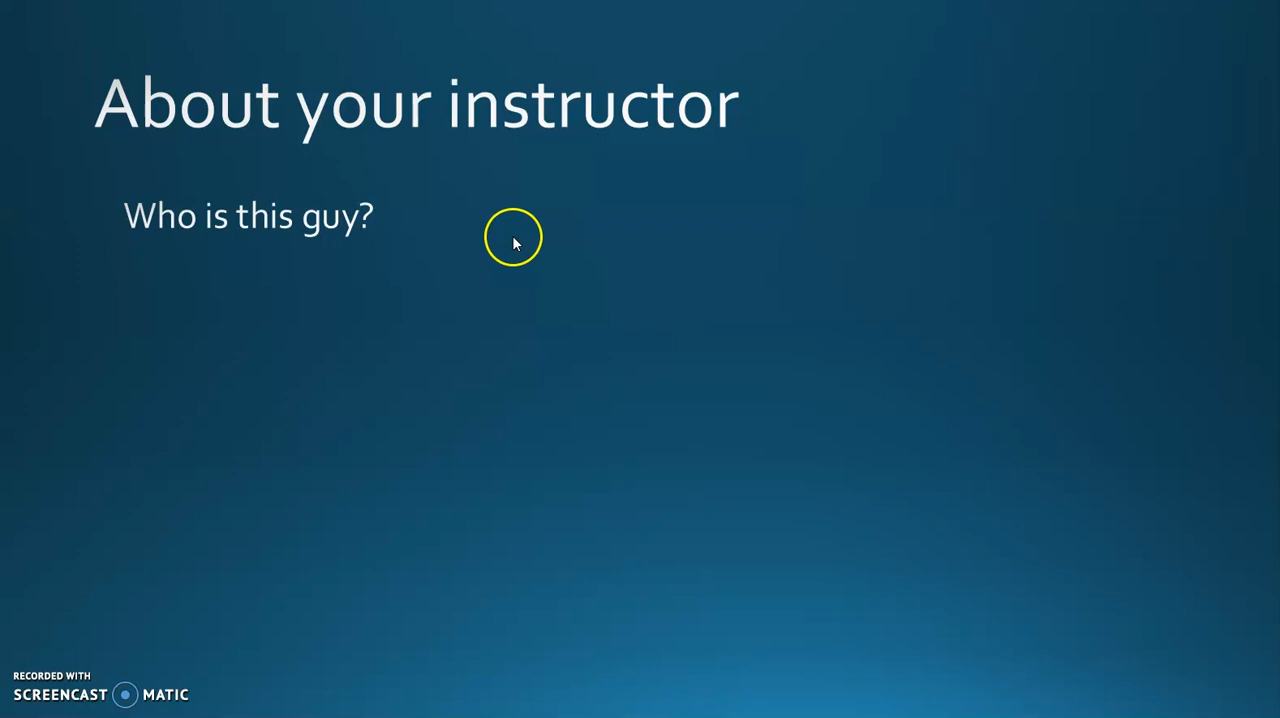 About your instructor
Who is this guy?
RECORDED WITH
SCREENCAST MATIC